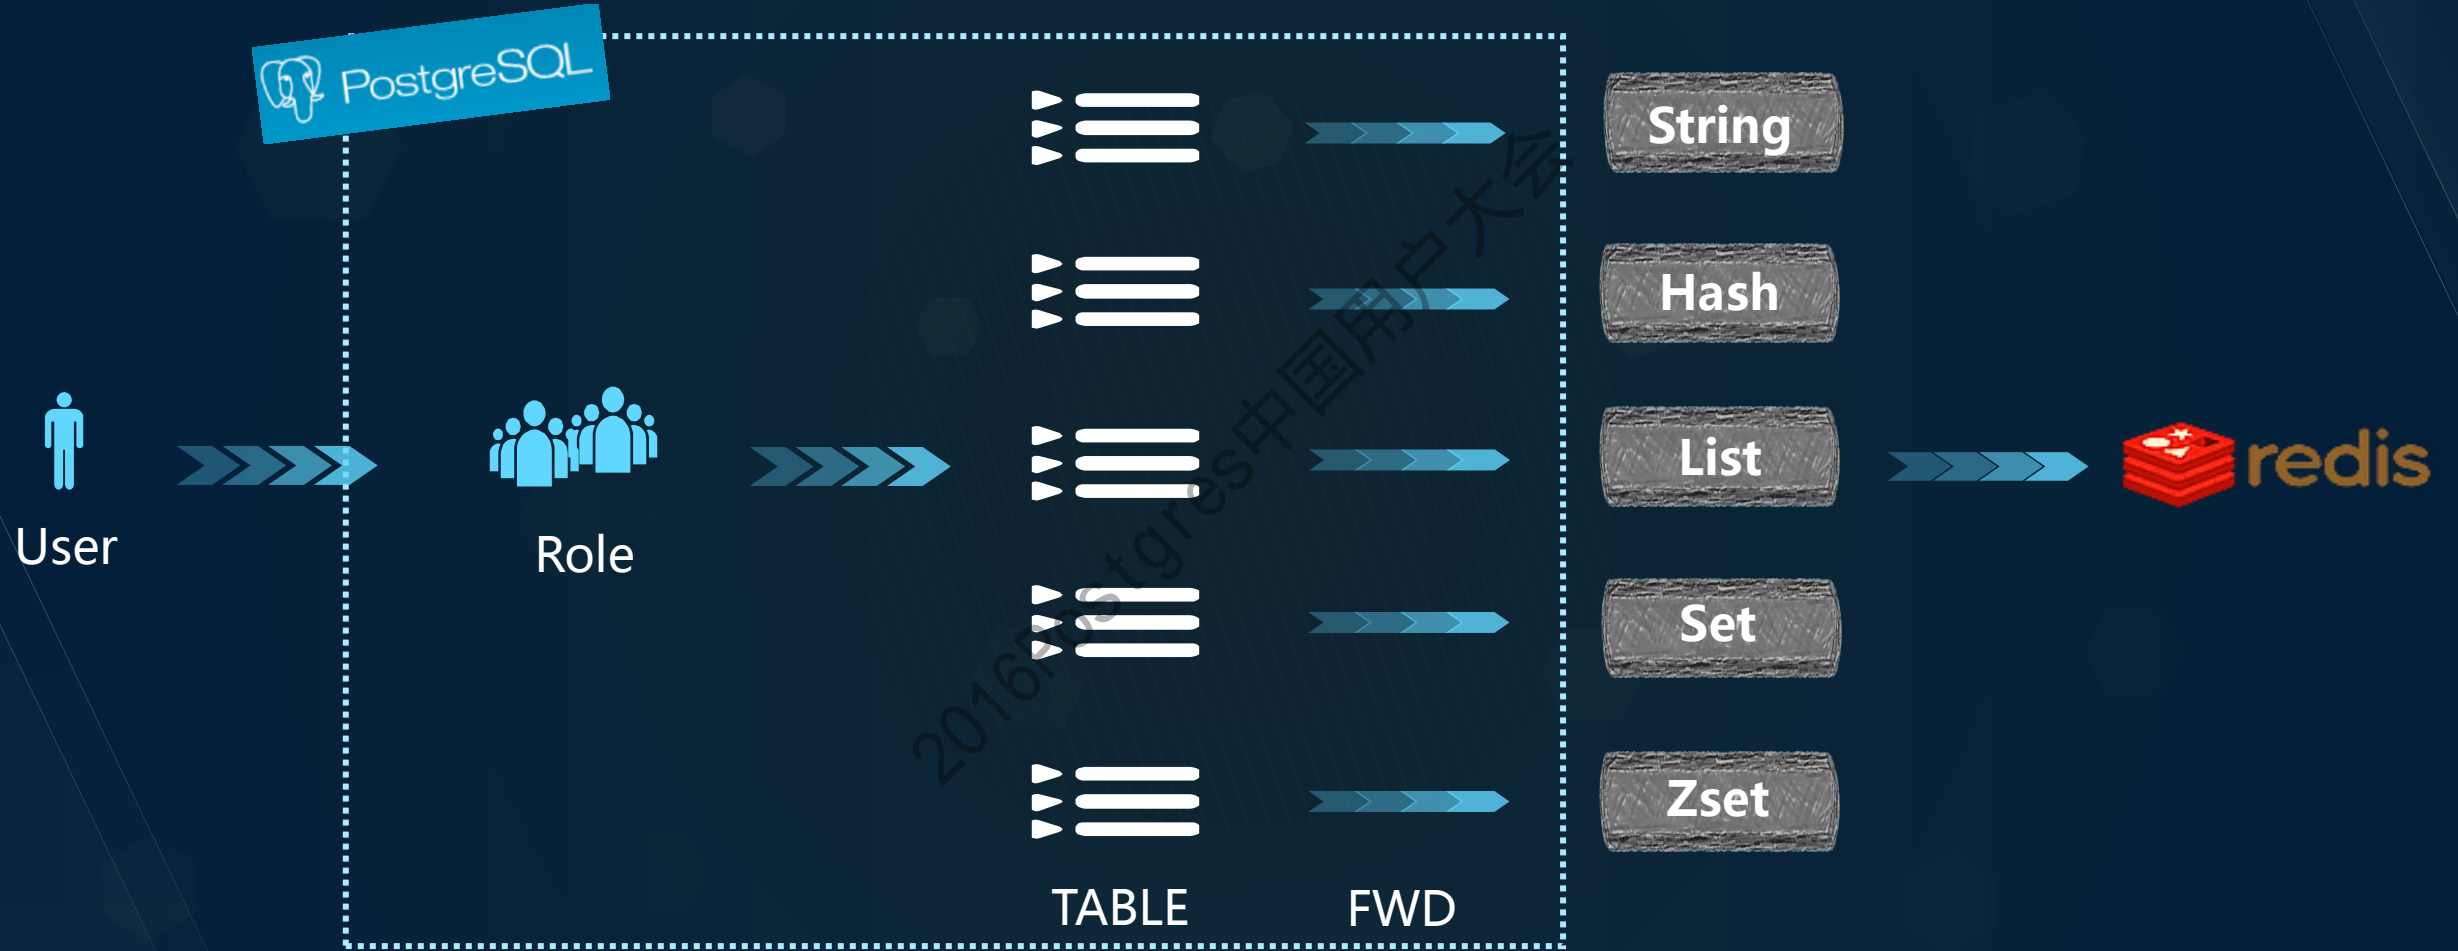 PostgreSQL
String
Hash
List
Set
Zset
User
Role
TABLE
FWD
redis
2016Postgres中国用户大会